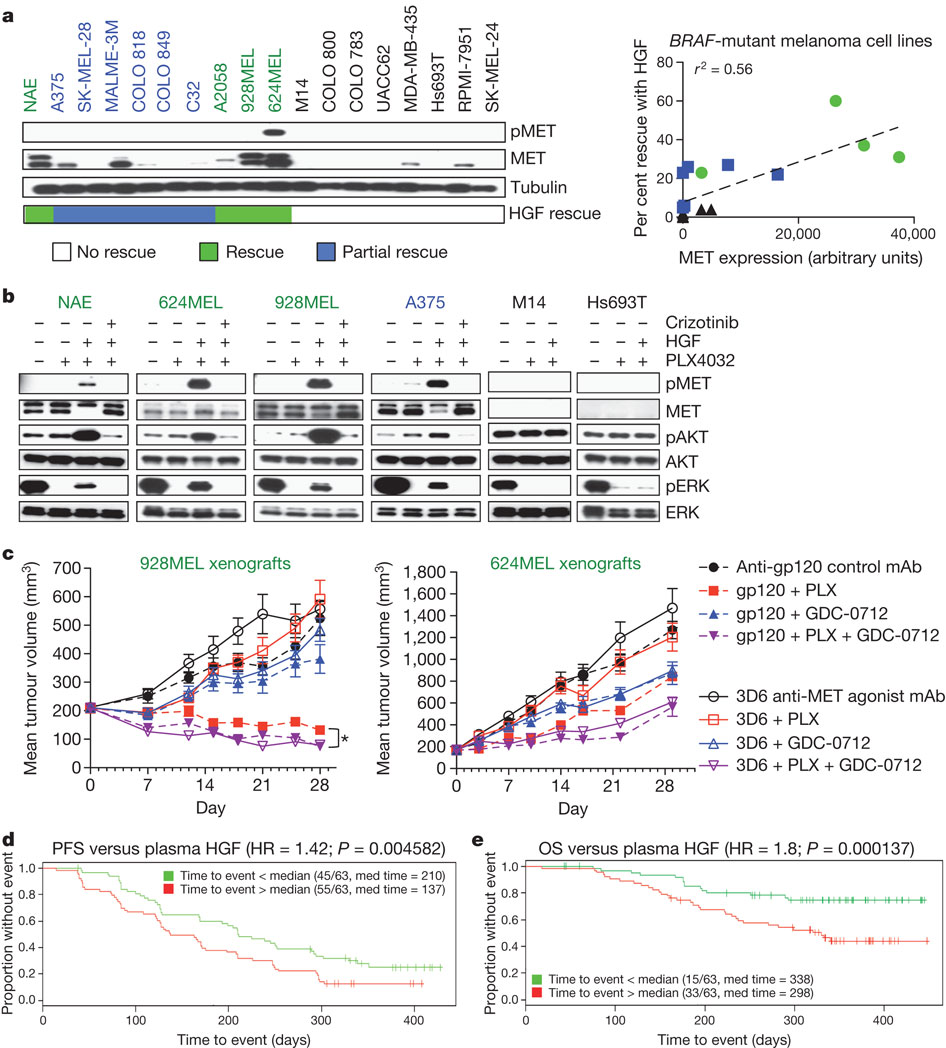 a
NAE
A375
SK-MEL-28
MALME-3M
COLO 818
COLO 849
C32
A2058
928MEL
624MEL
M14
COLO 800
COLO 783
UACC62
MDA-MB-435
Hs693T
RPMI-7951
SK-MEL-24
pMET
MET
Tubulin
HGF rescue
No rescue
Rescue
Partial rescue
BRAF-mutant melanoma cell lines
r² = 0.56
Per cent rescue with HGF
80
60
40
20
0
0 20,000 40,000
MET expression (arbitrary units)
b
NAE 624MEL 928MEL A375 M14 Hs693T
– – – + – – – + – – – + – – – + – – – – – – Crizotinib
– – + + – – + + – – + + – – + + – – + – – + HGF
– + + + – + + + – + + + – + + + – + + – + + PLX4032
pMET
MET
pAKT
AKT
pERK
ERK
c
928MEL xenografts
Mean tumour volume (mm³)
700
600
500
400
300
200
100
0
0 7 14 21 28
Day
*
624MEL xenografts
Mean tumour volume (mm³)
1,800
1,600
1,400
1,200
1,000
800
600
400
200
0
0 7 14 21 28
Day
Anti-gp120 control mAb
gp120 + PLX
gp120 + GDC-0712
gp120 + PLX + GDC-0712
3D6 anti-MET agonist mAb
3D6 + PLX
3D6 + GDC-0712
3D6 + PLX + GDC-0712
d
PFS versus plasma HGF (HR = 1.42; P = 0.004582)
Proportion without event
1.0
0.8
0.6
0.4
0.2
0.0
Time to event < median (45/63, med time = 210)
Time to event > median (55/63, med time = 137)
0 100 200 300 400
Time to event (days)
e
OS versus plasma HGF (HR = 1.8; P = 0.000137)
Proportion without event
1.0
0.8
0.6
0.4
0.2
0.0
Time to event < median (15/63, med time = 338)
Time to event > median (33/63, med time = 298)
0 100 200 300 400
Time to event (days)